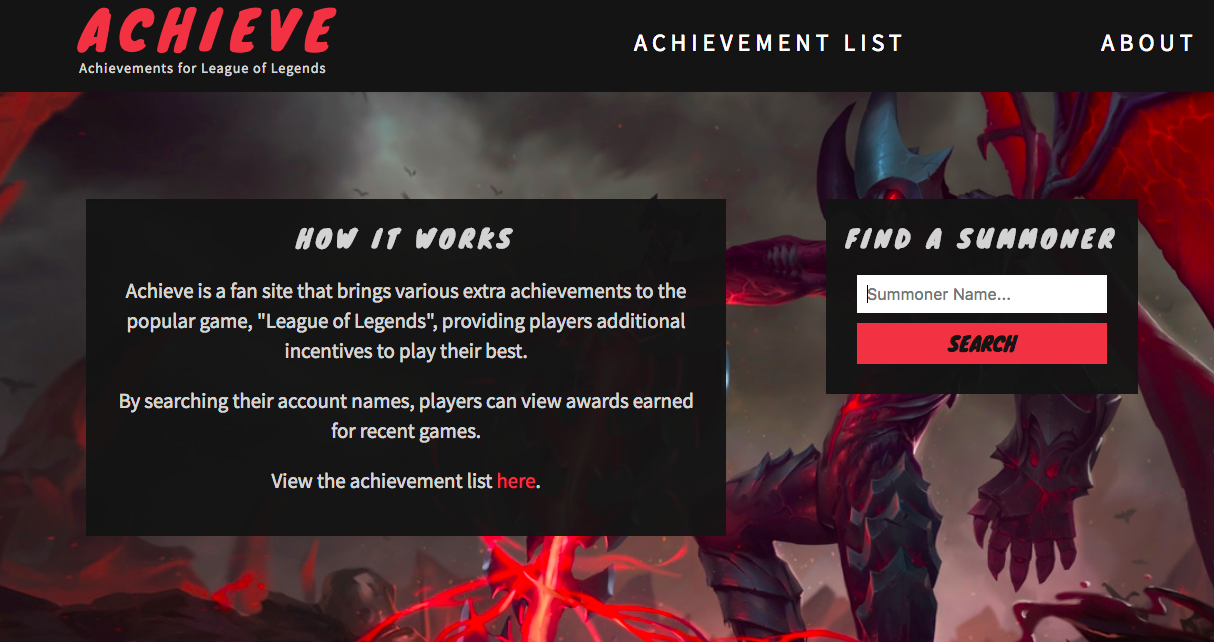 ACHIEVE
Achievements for League of Legends
ACHIEVEMENT LIST
ABOUT
HOW IT WORKS
Achieve is a fan site that brings various extra achievements to the
popular game, "League of Legends", providing players additional
incentives to play their best.
By searching their account names, players can view awards earned
for recent games.
View the achievement list here.
FIND A SUMMONER
Summoner Name...
SEARCH